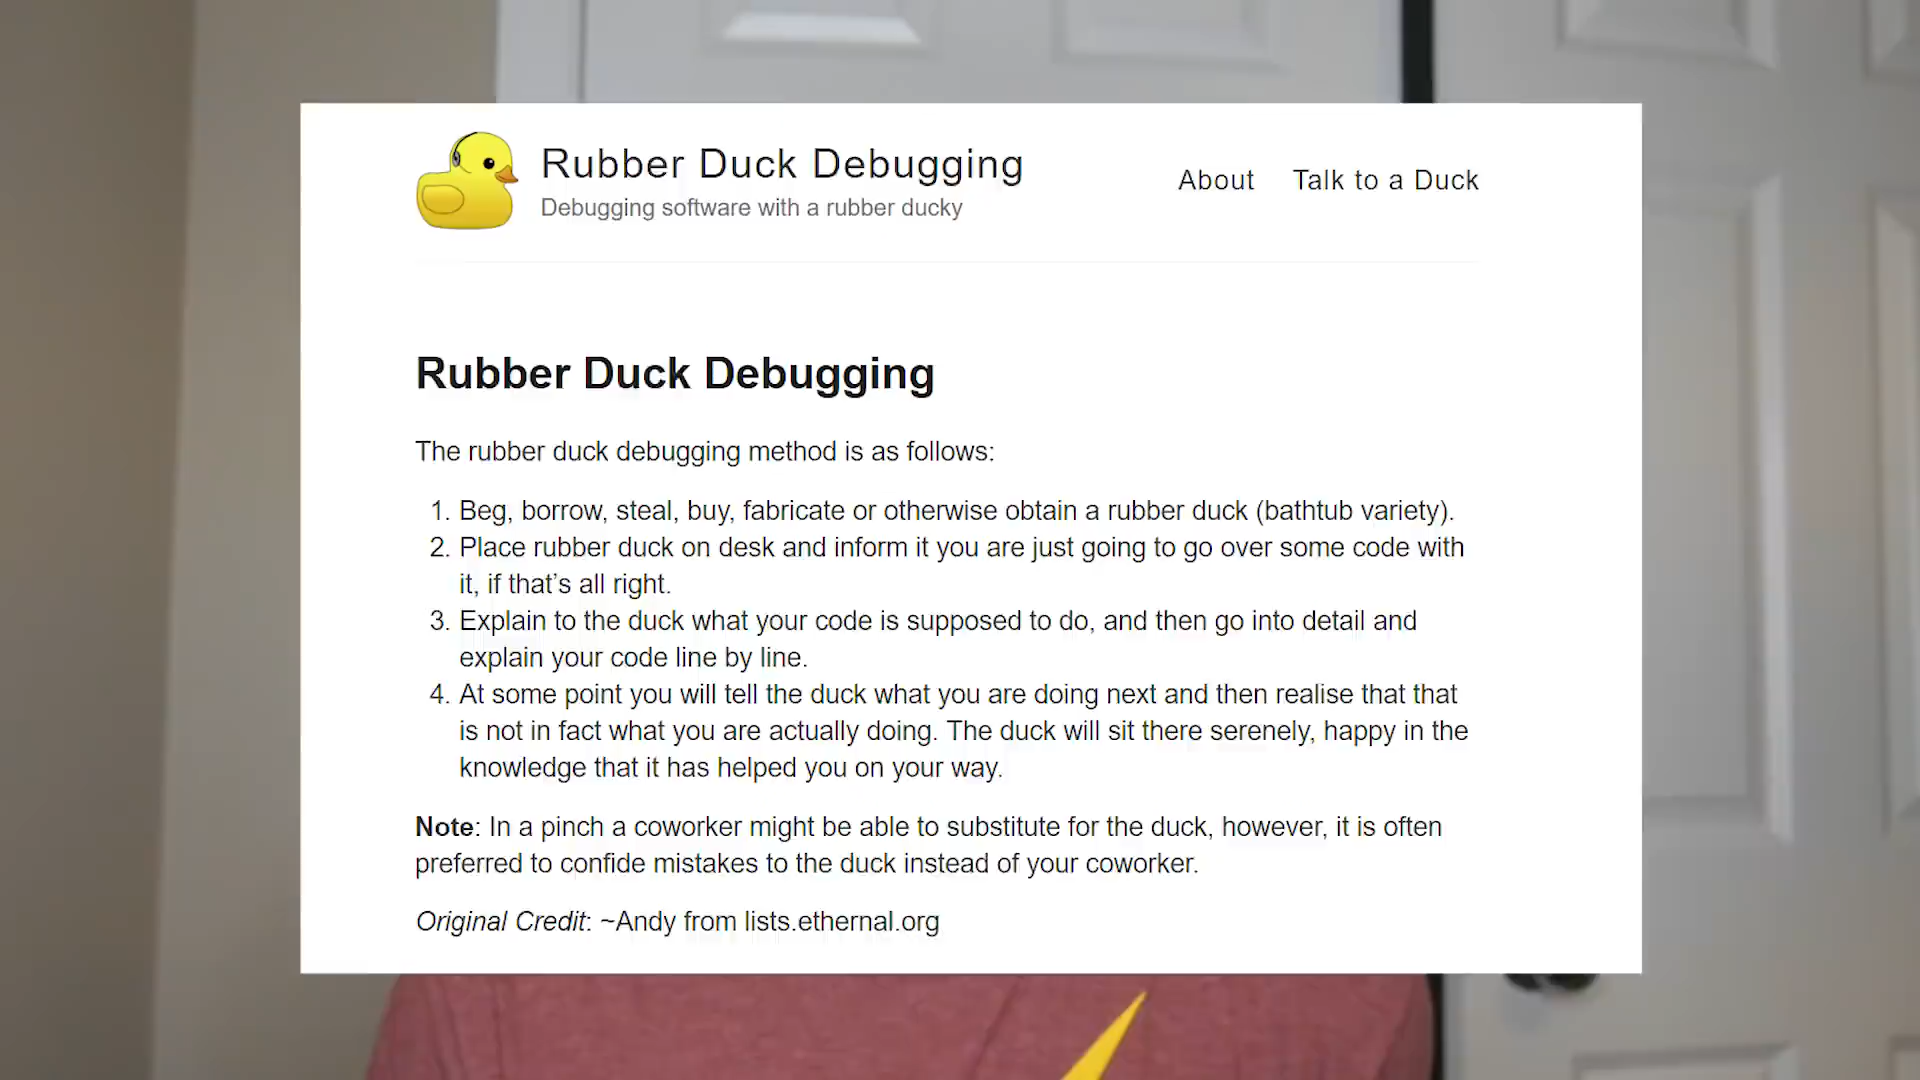 Rubber Duck Debugging
Debugging software with a rubber ducky
About Talk to a Duck
Rubber Duck Debugging
The rubber duck debugging method is as follows:
1. Beg, borrow, steal, buy, fabricate or otherwise obtain a rubber duck (bathtub variety).
2. Place rubber duck on desk and inform it you are just going to go over some code with
it, if that’s all right.
3. Explain to the duck what your code is supposed to do, and then go into detail and
explain your code line by line.
4. At some point you will tell the duck what you are doing next and then realise that that
is not in fact what you are actually doing. The duck will sit there serenely, happy in the
knowledge that it has helped you on your way.
Note: In a pinch a coworker might be able to substitute for the duck, however, it is often
preferred to confide mistakes to the duck instead of your coworker.
Original Credit: ~Andy from lists.ethernal.org